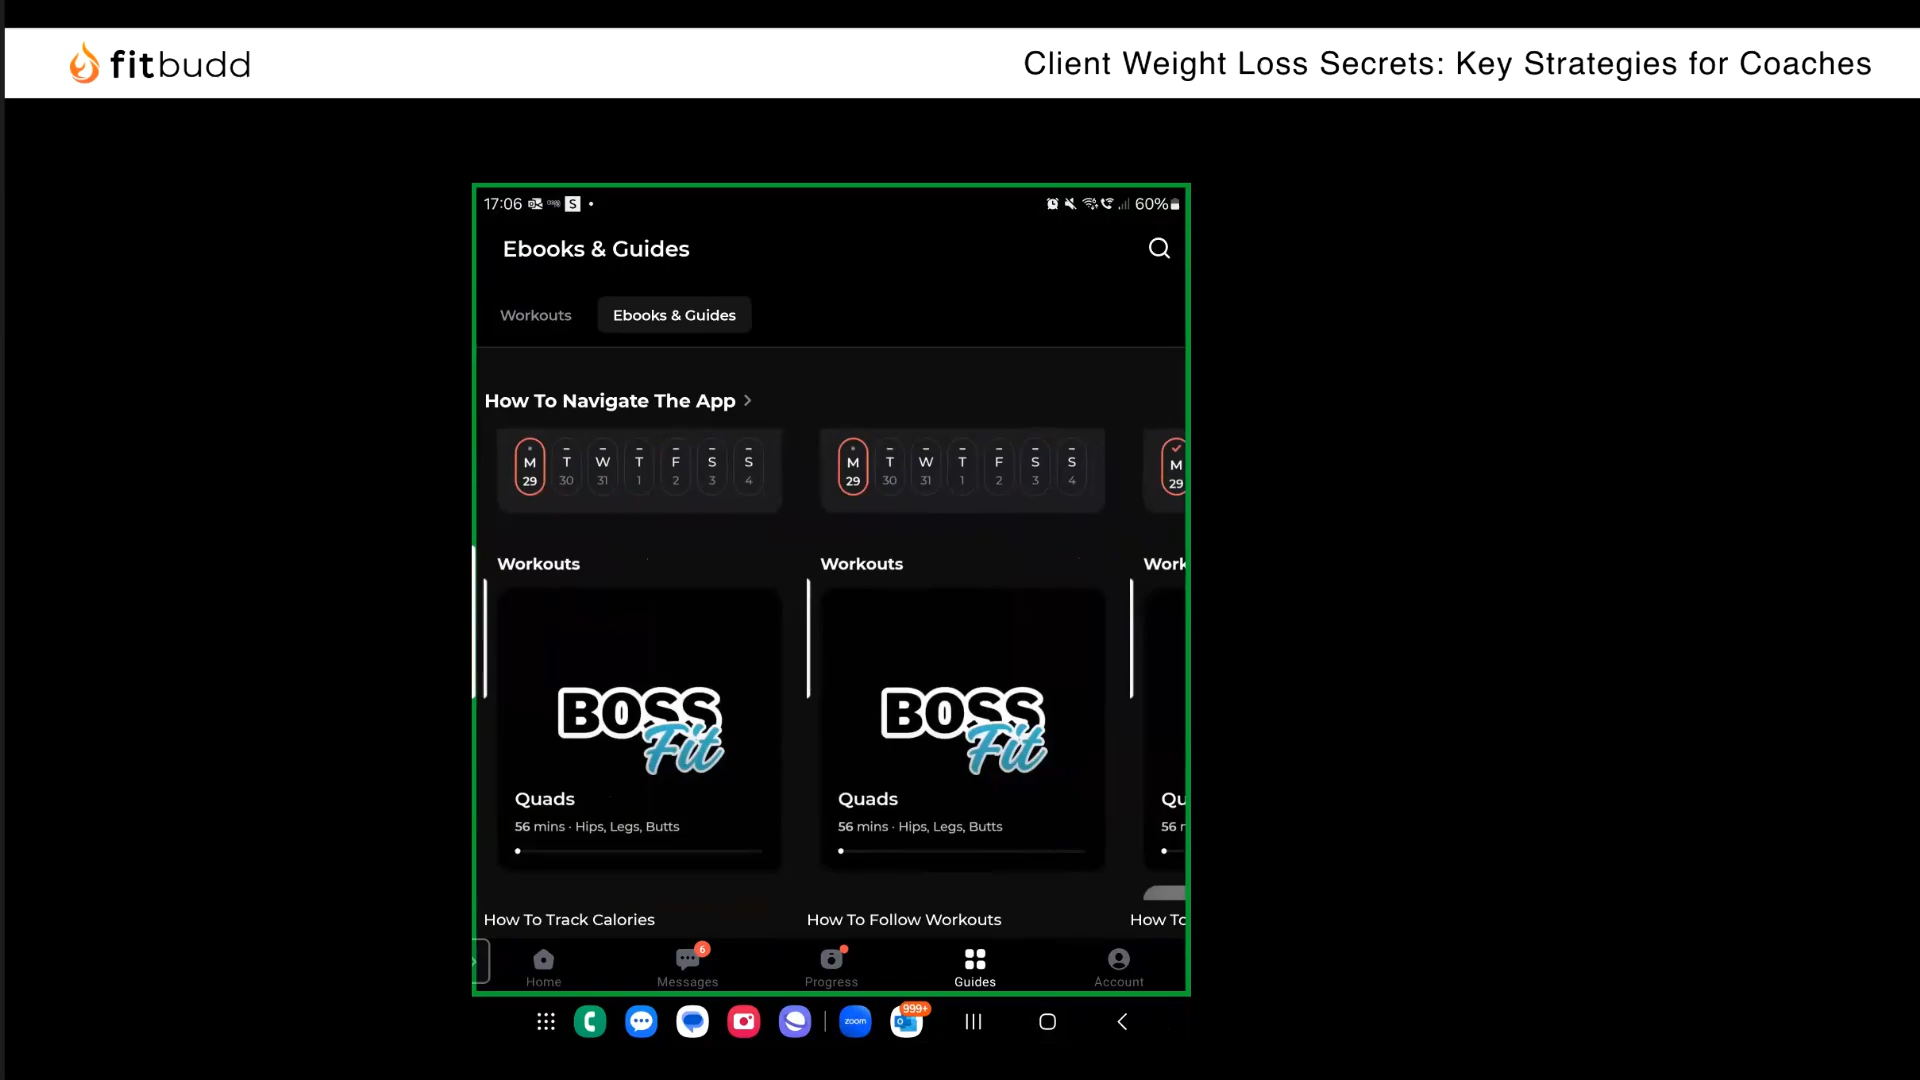 fitbudd
Client Weight Loss Secrets: Key Strategies for Coaches
17:06 S 60%
Ebooks & Guides
Workouts Ebooks & Guides
How To Navigate The App
M T W T F S S M T W T F S S M
29 30 31 1 2 3 4 29 30 31 1 2 3 4 29
Workouts Workouts Work
BOSS BOSS
Fit Fit
Quads Quads Qu
56 mins · Hips, Legs, Butts 56 mins · Hips, Legs, Butts 56
How To Track Calories How To Follow Workouts How To
6
Home Messages Progress Guides Account
zoom 999+